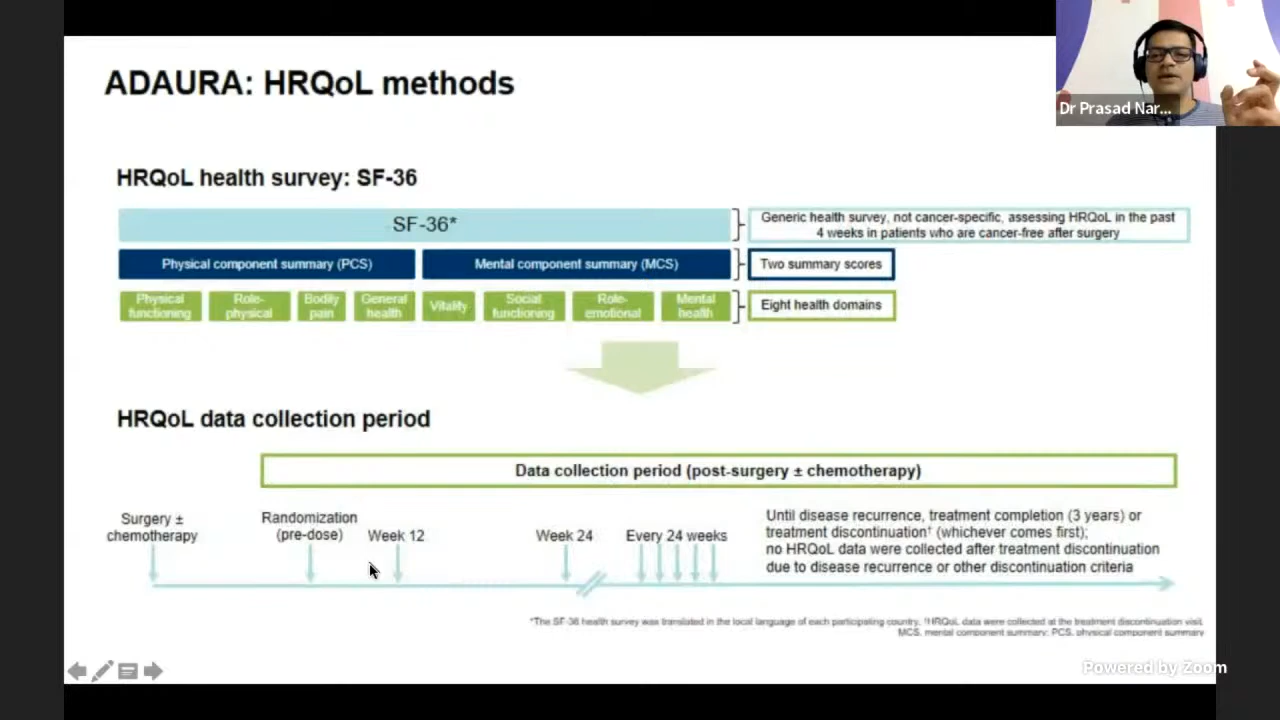 ADAURA: HRQoL methods
Dr Prasad Nar...
HRQoL health survey: SF-36
SF-36*
Generic health survey, not cancer-specific, assessing HRQoL in the past
4 weeks in patients who are cancer-free after surgery
Physical component summary (PCS)
Mental component summary (MCS)
Two summary scores
Physical
functioning
Role-
physical
Bodily
pain
General
health
Vitality
Social
functioning
Role-
emotional
Mental
health
Eight health domains
HRQoL data collection period
Data collection period (post-surgery ± chemotherapy)
Surgery ±
chemotherapy
Randomization
(pre-dose)
Week 12
Week 24
Every 24 weeks
Until disease recurrence, treatment completion (3 years) or
treatment discontinuation† (whichever comes first);
no HRQoL data were collected after treatment discontinuation
due to disease recurrence or other discontinuation criteria
*The SF-36 health survey was translated in the local language of each participating country. †HRQoL data were collected at the treatment discontinuation visit.
MCS, mental component summary; PCS, physical component summary
Powered by Zoom